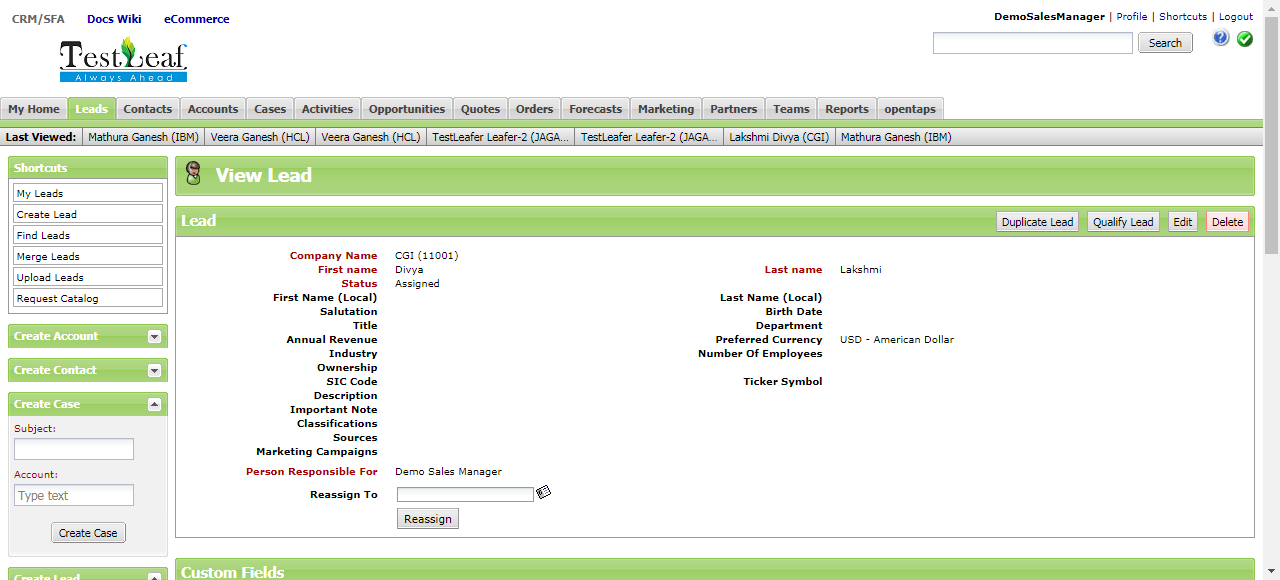 CRM/SFA Docs Wiki eCommerce
DemoSalesManager | Profile | Shortcuts | Logout
TestLeaf
Always Ahead
Search
My Home Leads Contacts Accounts Cases Activities Opportunities Quotes Orders Forecasts Marketing Partners Teams Reports opentaps
Last Viewed: Mathura Ganesh (IBM) Veera Ganesh (HCL) Veera Ganesh (HCL) TestLeafer Leafer-2 (JAGA... TestLeafer Leafer-2 (JAGA... Lakshmi Divya (CGI) Mathura Ganesh (IBM)
Shortcuts
My Leads
Create Lead
Find Leads
Merge Leads
Upload Leads
Request Catalog
Create Account
Create Contact
Create Case
Subject:
Account:
Type text
Create Case
Create Lead
View Lead
Lead Duplicate Lead Qualify Lead Edit Delete
Company Name CGI (11001)
First name Divya Last name Lakshmi
Status Assigned
First Name (Local) Last Name (Local)
Salutation Birth Date
Title Department
Annual Revenue Preferred Currency USD - American Dollar
Industry Number Of Employees
Ownership
SIC Code Ticker Symbol
Description
Important Note
Classifications
Sources
Marketing Campaigns
Person Responsible For Demo Sales Manager
Reassign To
Reassign
Custom Fields